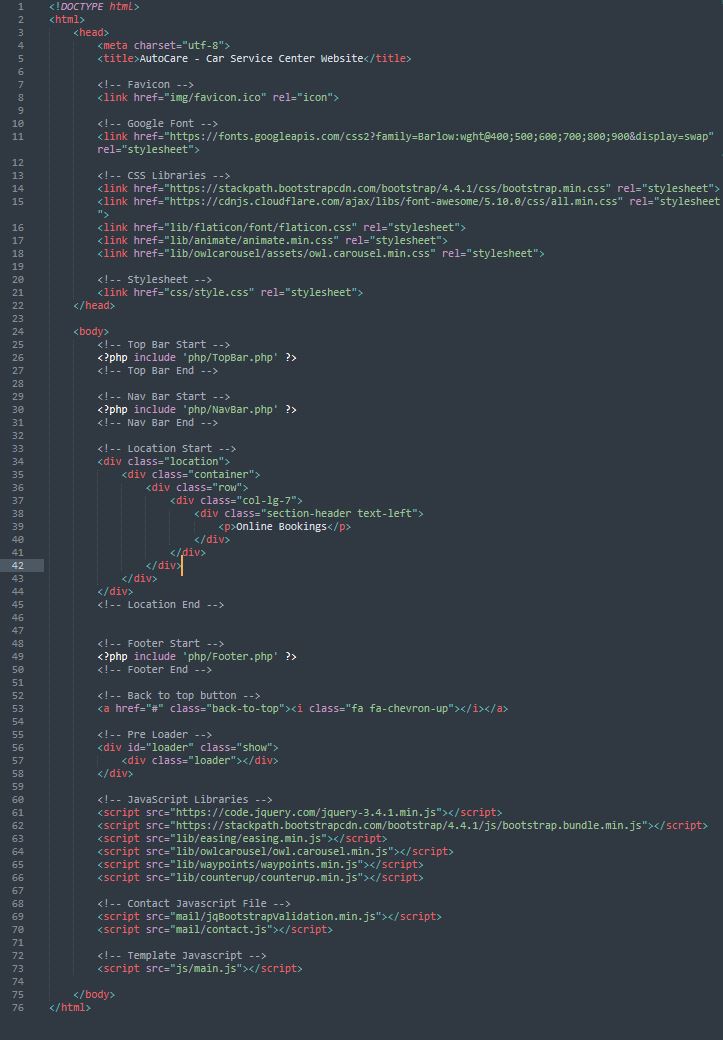 1 <!DOCTYPE html>
2 <html>
3 <head>
4 <meta charset="utf-8">
5 <title>AutoCare - Car Service Center Website</title>
6
7 <!-- Favicon -->
8 <link href="img/favicon.ico" rel="icon">
9
10 <!-- Google Font -->
11 <link href="https://fonts.googleapis.com/css2?family=Barlow:wght@400;500;600;700;800;900&display=swap"
rel="stylesheet">
12
13 <!-- CSS Libraries -->
14 <link href="https://stackpath.bootstrapcdn.com/bootstrap/4.4.1/css/bootstrap.min.css" rel="stylesheet">
15 <link href="https://cdnjs.cloudflare.com/ajax/libs/font-awesome/5.10.0/css/all.min.css" rel="stylesheet
">
16 <link href="lib/flaticon/font/flaticon.css" rel="stylesheet">
17 <link href="lib/animate/animate.min.css" rel="stylesheet">
18 <link href="lib/owlcarousel/assets/owl.carousel.min.css" rel="stylesheet">
19
20 <!-- Stylesheet -->
21 <link href="css/style.css" rel="stylesheet">
22 </head>
23
24 <body>
25 <!-- Top Bar Start -->
26 <?php include 'php/TopBar.php' ?>
27 <!-- Top Bar End -->
28
29 <!-- Nav Bar Start -->
30 <?php include 'php/NavBar.php' ?>
31 <!-- Nav Bar End -->
32
33 <!-- Location Start -->
34 <div class="location">
35 <div class="container">
36 <div class="row">
37 <div class="col-lg-7">
38 <div class="section-header text-left">
39 <p>Online Bookings</p>
40 </div>
41 </div>
42 </div>
43 </div>
44 </div>
45 <!-- Location End -->
46
47
48 <!-- Footer Start -->
49 <?php include 'php/Footer.php' ?>
50 <!-- Footer End -->
51
52 <!-- Back to top button -->
53 <a href="#" class="back-to-top"><i class="fa fa-chevron-up"></i></a>
54
55 <!-- Pre Loader -->
56 <div id="loader" class="show">
57 <div class="loader"></div>
58 </div>
59
60 <!-- JavaScript Libraries -->
61 <script src="https://code.jquery.com/jquery-3.4.1.min.js"></script>
62 <script src="https://stackpath.bootstrapcdn.com/bootstrap/4.4.1/js/bootstrap.bundle.min.js"></script>
63 <script src="lib/easing/easing.min.js"></script>
64 <script src="lib/owlcarousel/owl.carousel.min.js"></script>
65 <script src="lib/waypoints/waypoints.min.js"></script>
66 <script src="lib/counterup/counterup.min.js"></script>
67
68 <!-- Contact Javascript File -->
69 <script src="mail/jqBootstrapValidation.min.js"></script>
70 <script src="mail/contact.js"></script>
71
72 <!-- Template Javascript -->
73 <script src="js/main.js"></script>
74
75 </body>
76 </html>